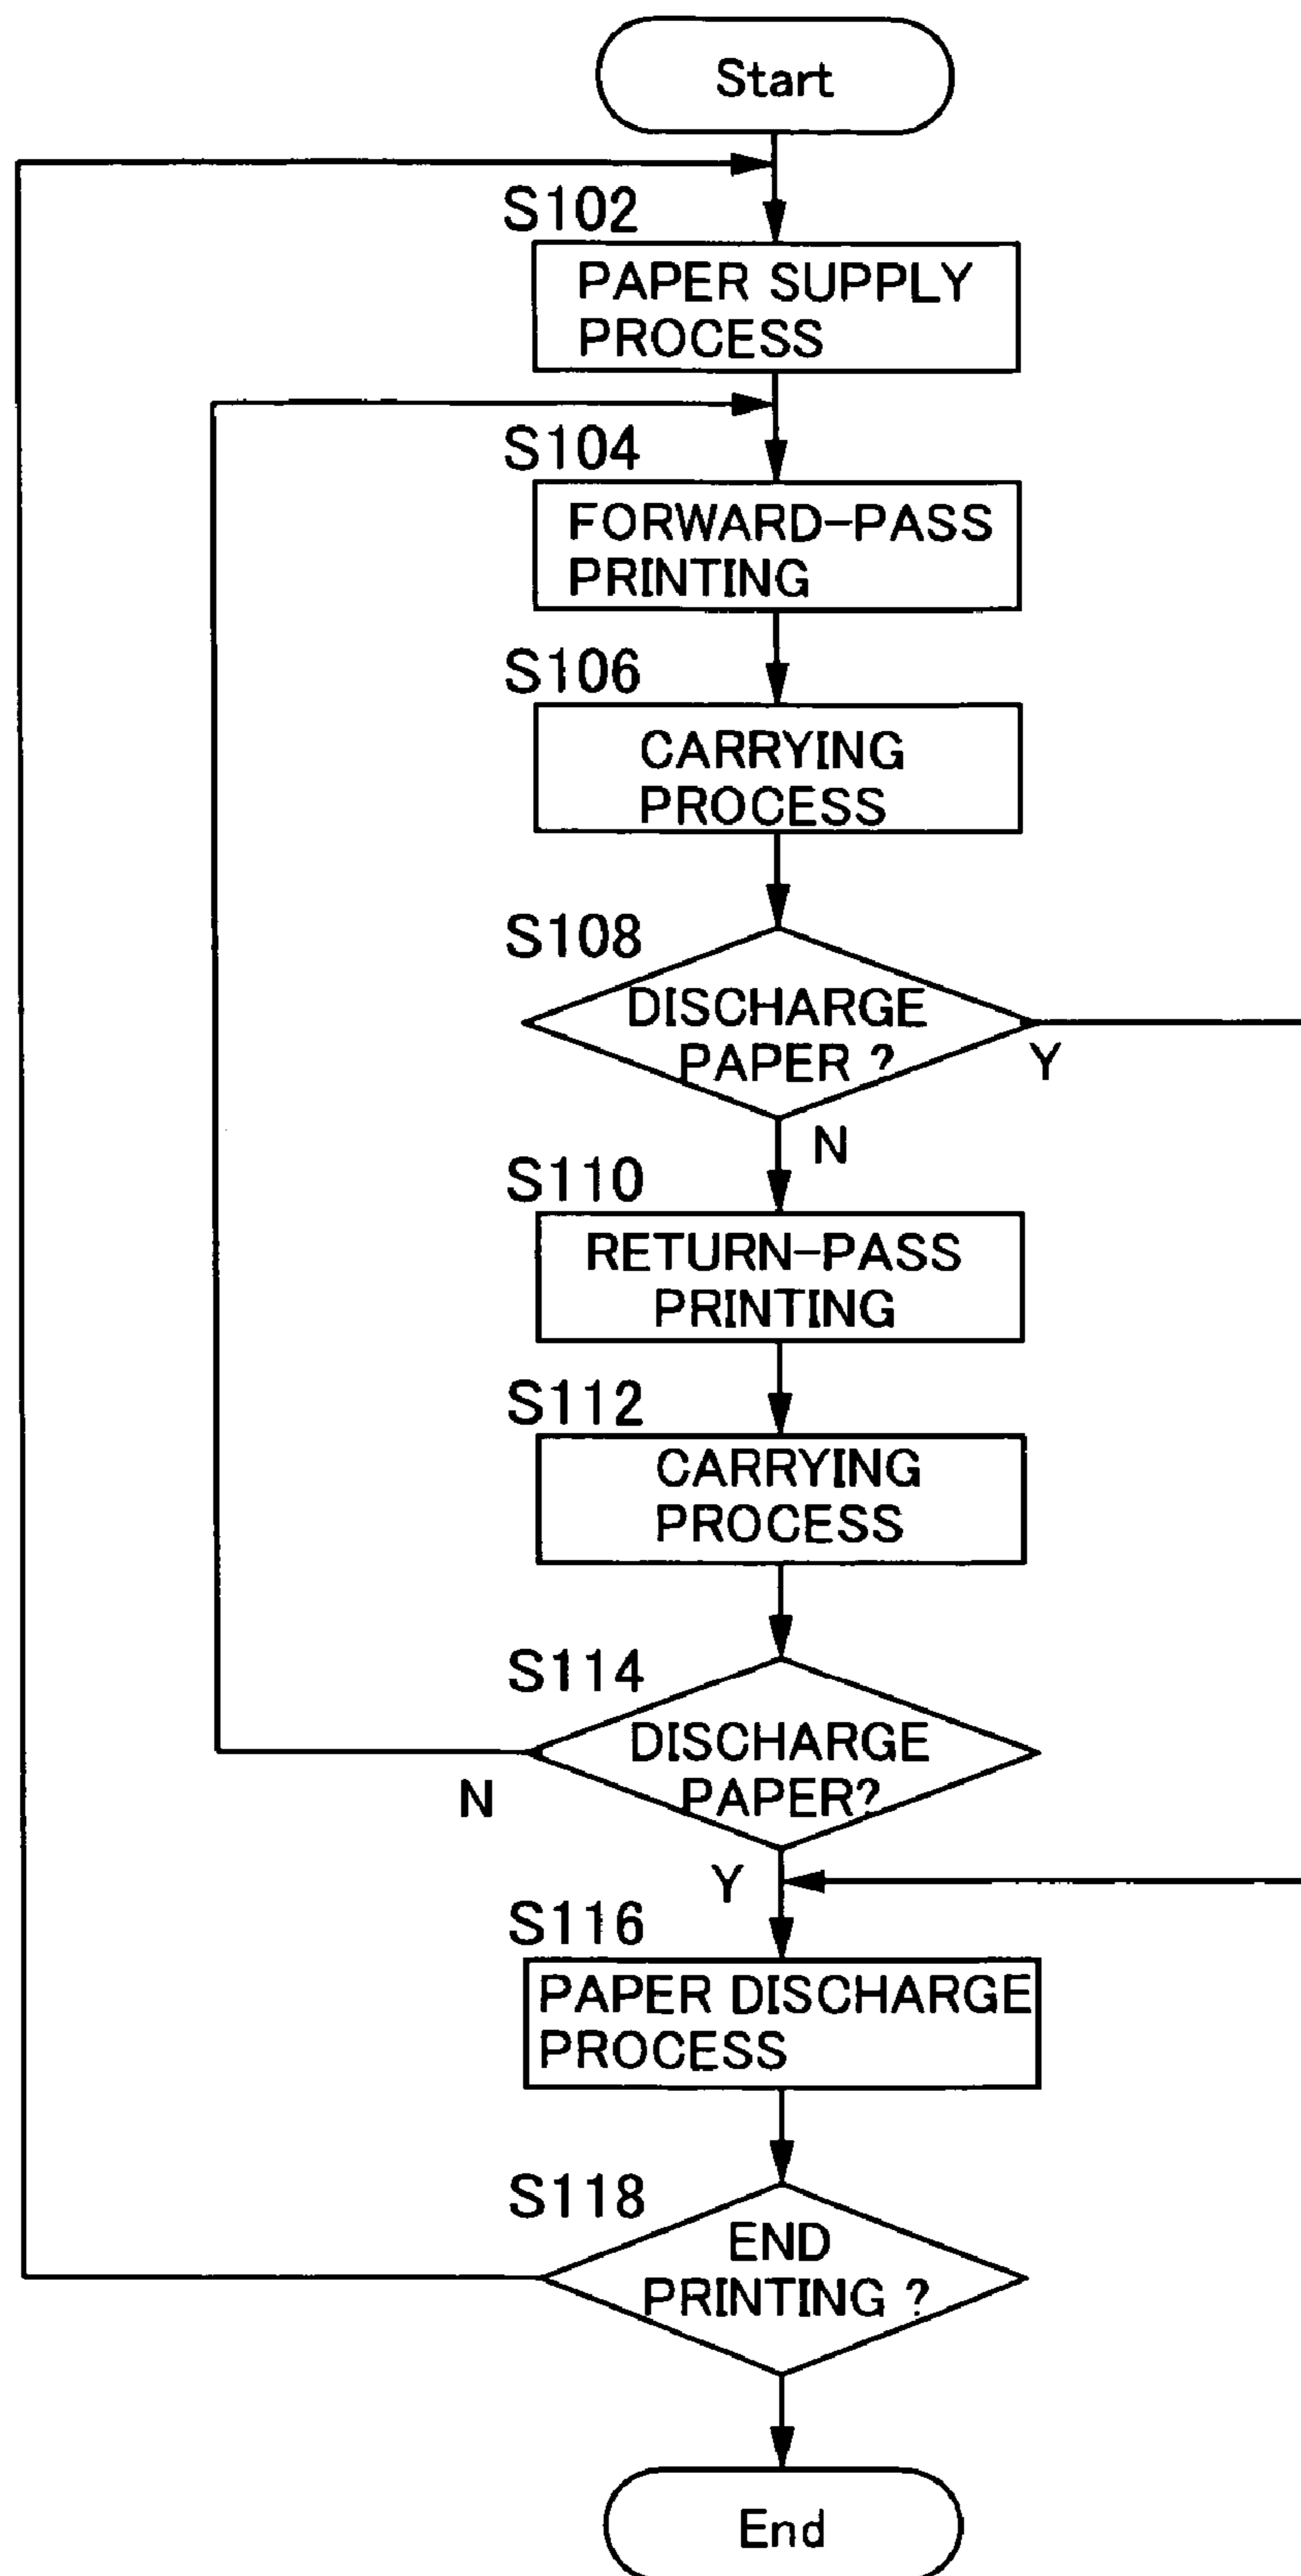 Start
S102
PAPER SUPPLY
PROCESS
S104
FORWARD-PASS
PRINTING
S106
CARRYING
PROCESS
S108
DISCHARGE
PAPER ?
Y
N
S110
RETURN-PASS
PRINTING
S112
CARRYING
PROCESS
S114
DISCHARGE
PAPER?
N
Y
S116
PAPER DISCHARGE
PROCESS
S118
END
PRINTING ?
End